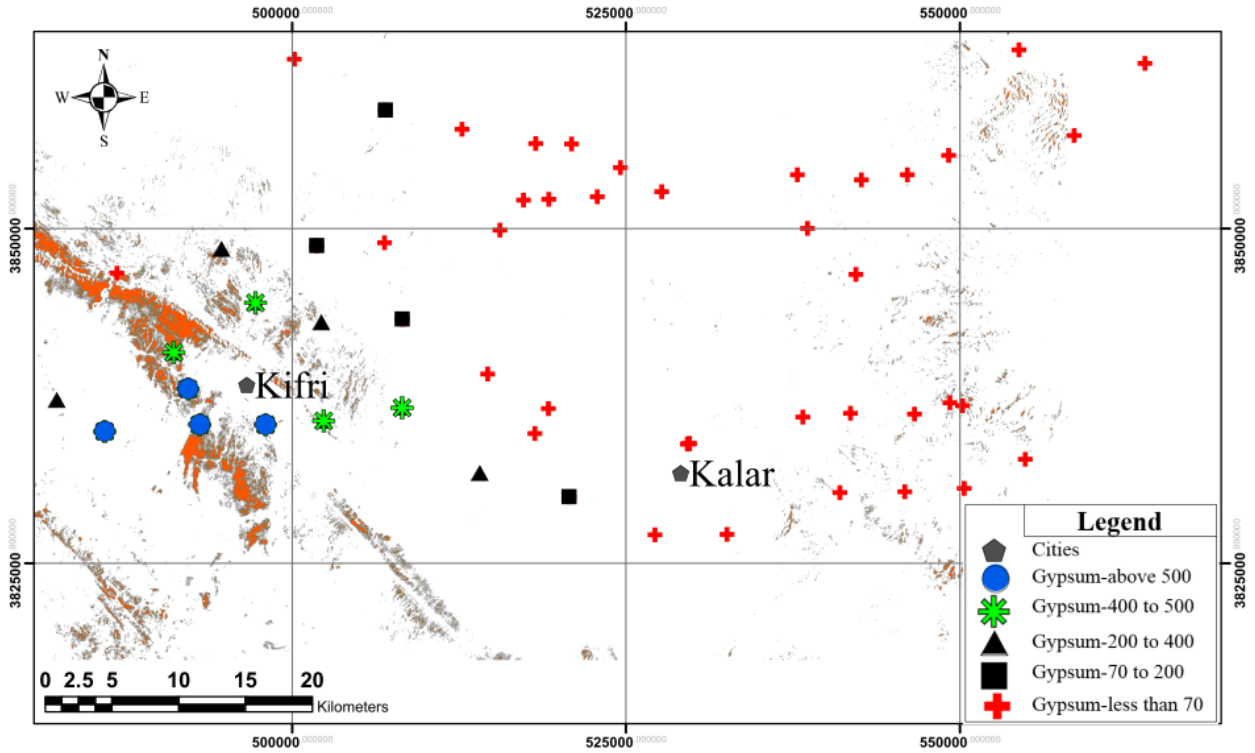 500000.000000 525000.000000 550000.000000
N
W E
S
3850000.000000 3850000.000000
Kifri
Kalar
3825000.000000 3825000.000000
Legend
Cities
Gypsum-above 500
Gypsum-400 to 500
Gypsum-200 to 400
Gypsum-70 to 200
Gypsum-less than 70
0 2.5 5 10 15 20
Kilometers
500000.000000 525000.000000 550000.000000